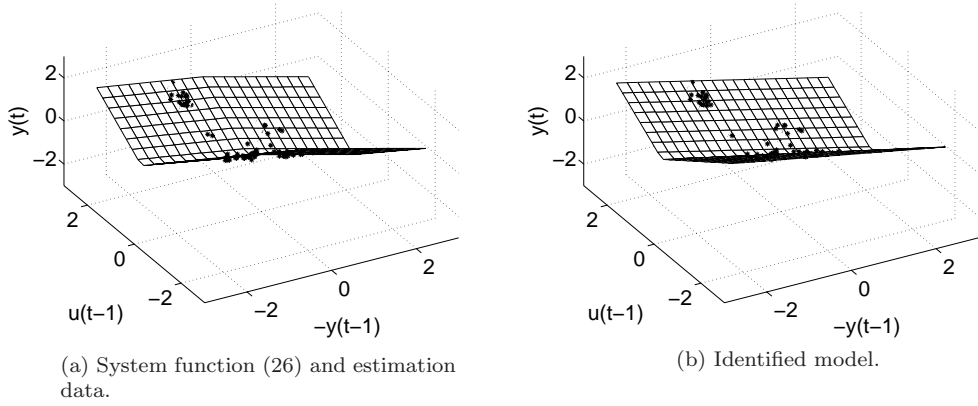 2
0
−2
y(t)
2
0
−2
u(t−1)
−2
0
2
−y(t−1)
(a) System function (26) and estimation
data.
2
0
−2
y(t)
2
0
−2
u(t−1)
−2
0
2
−y(t−1)
(b) Identified model.